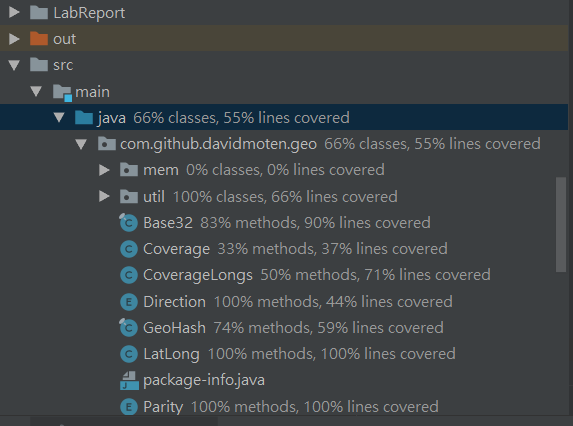 LabReport
out
src
main
java 66% classes, 55% lines covered
com.github.davidmoten.geo 66% classes, 55% lines covered
mem 0% classes, 0% lines covered
util 100% classes, 66% lines covered
Base32 83% methods, 90% lines covered
Coverage 33% methods, 37% lines covered
CoverageLongs 50% methods, 71% lines covered
Direction 100% methods, 44% lines covered
GeoHash 74% methods, 59% lines covered
LatLong 100% methods, 100% lines covered
package-info.java
Parity 100% methods, 100% lines covered